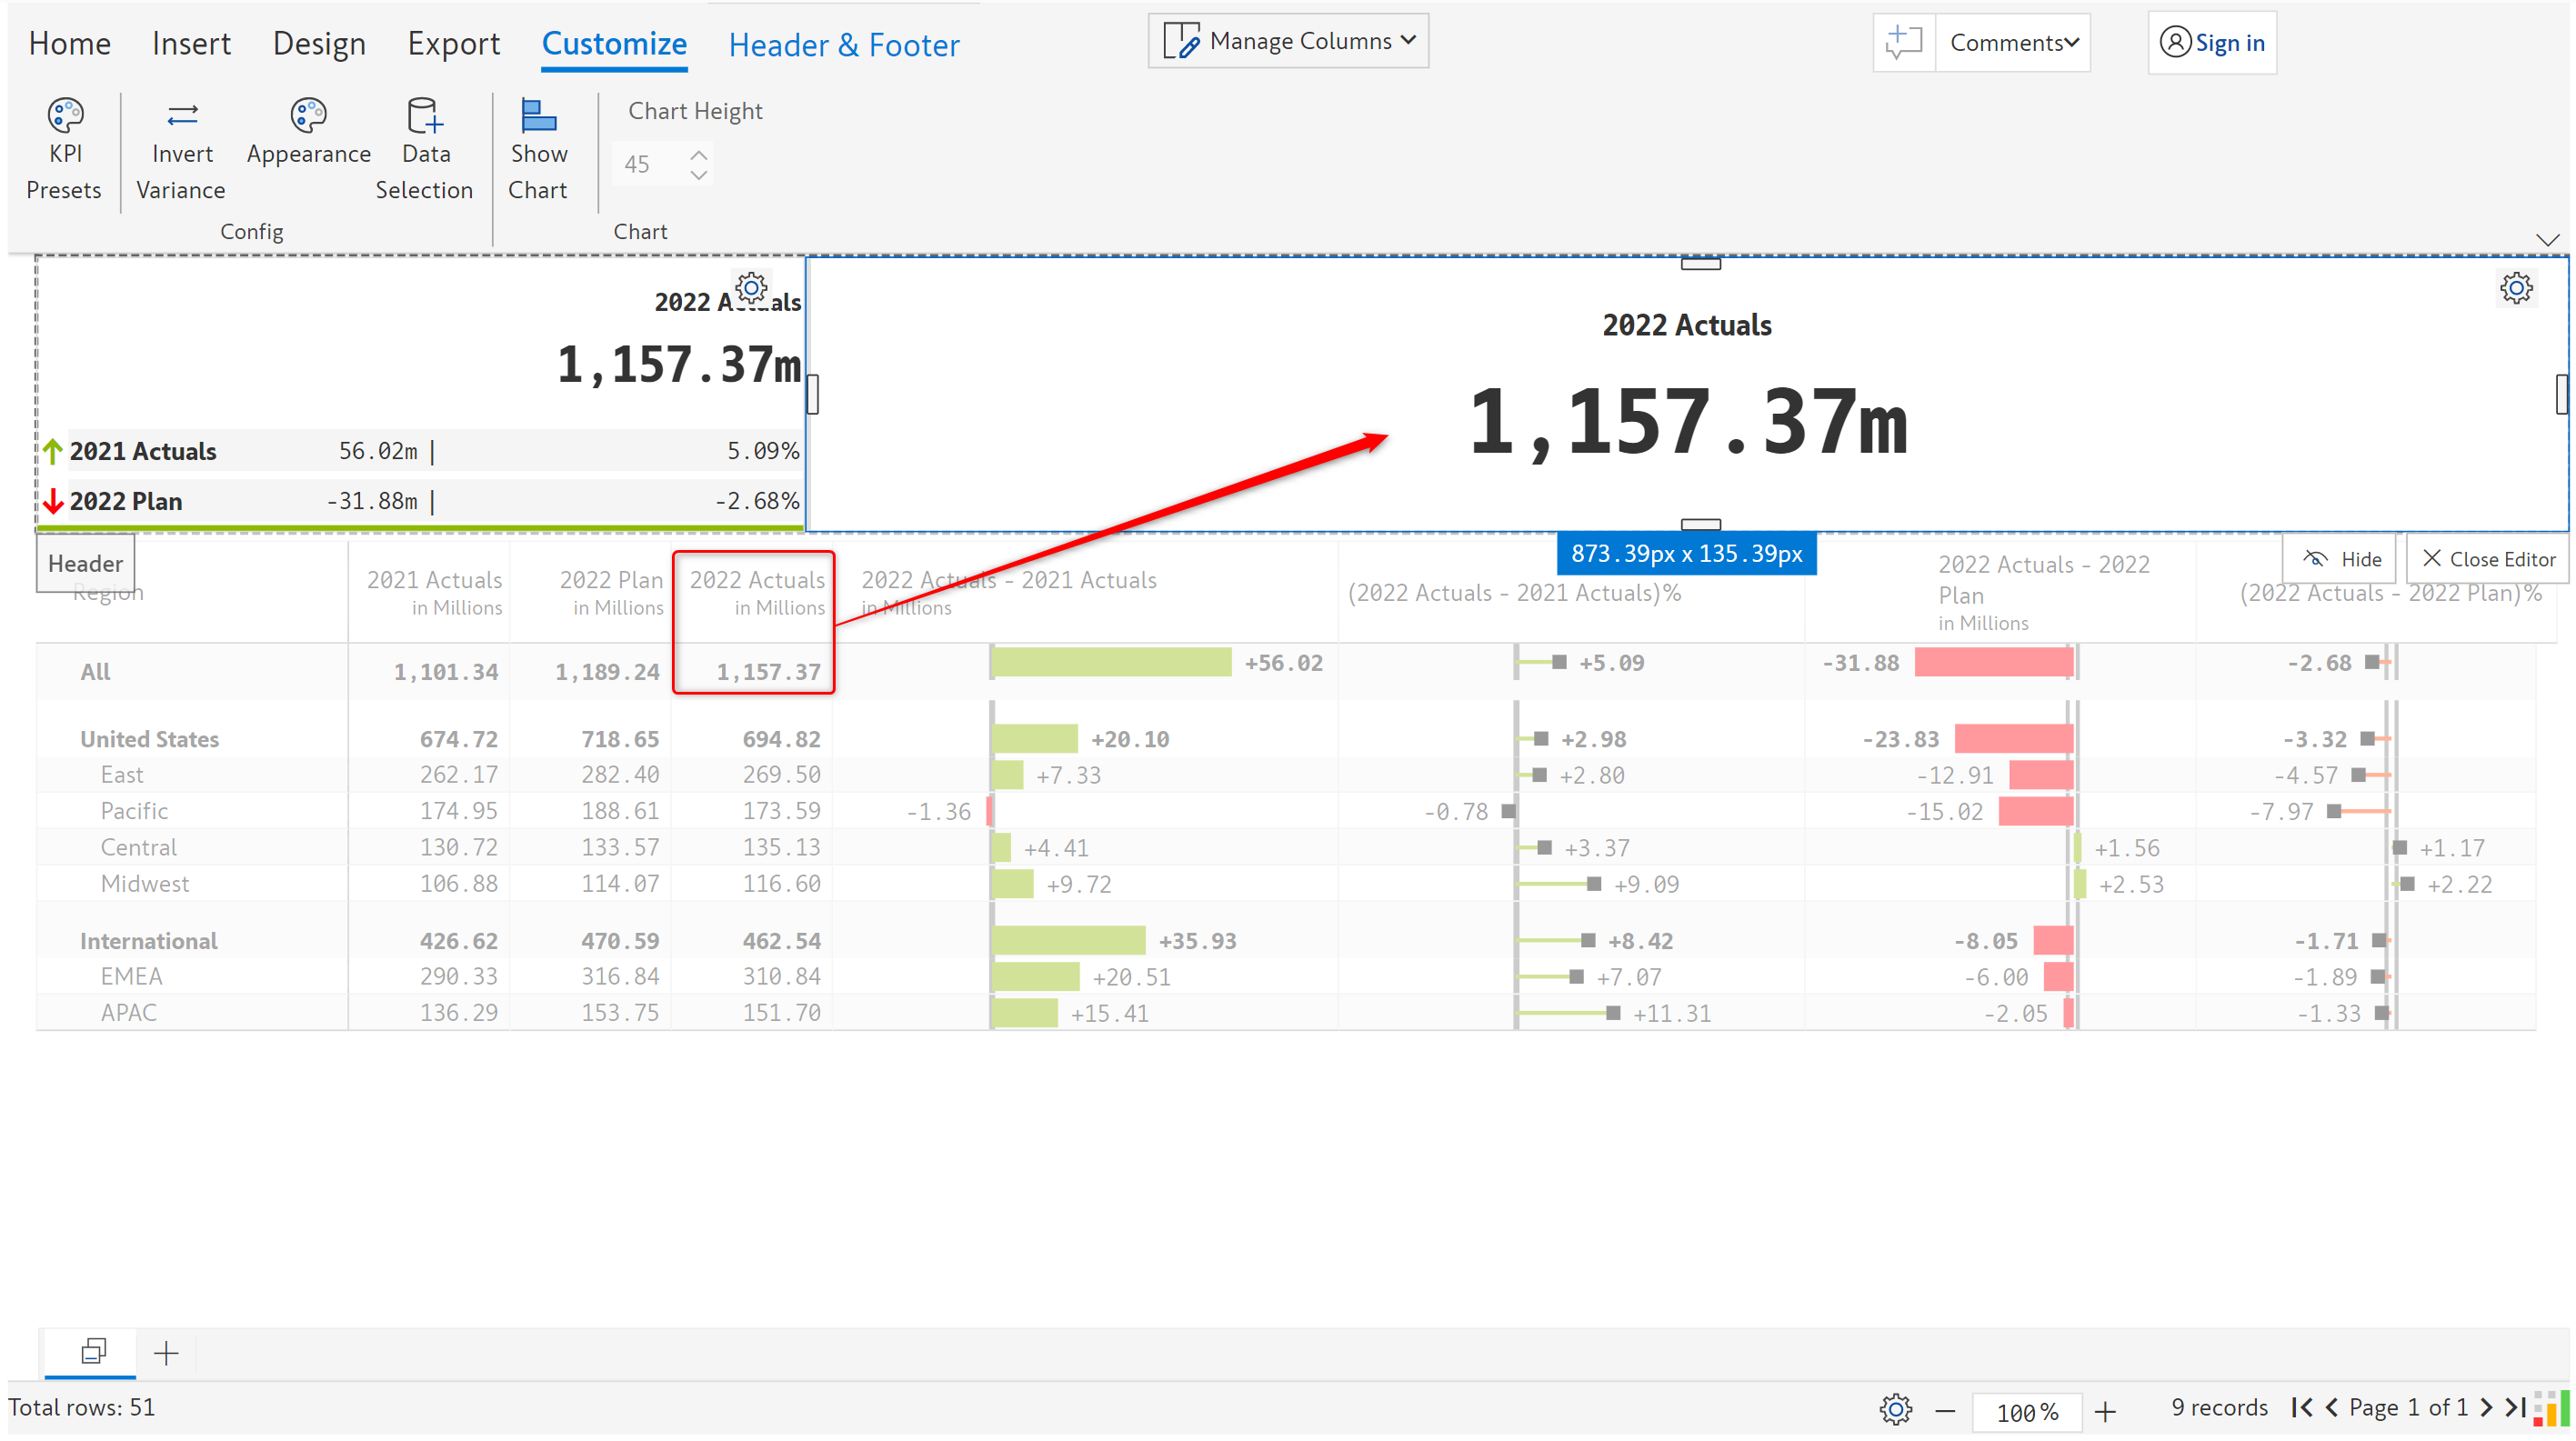 Home Insert Design Export Customize Header & Footer Manage Columns Comments Sign in
KPI Presets
Invert Variance
Appearance
Data Selection
Show Chart
Chart Height
45
Config
Chart
2022 Actuals
1,157.37m
2021 Actuals 56.02m | 5.09%
2022 Plan -31.88m | -2.68%
2022 Actuals
1,157.37m
873.39px x 135.39px
Header
Hide
Close Editor
Region
2021 Actuals
in Millions
2022 Plan
in Millions
2022 Actuals
in Millions
2022 Actuals - 2021 Actuals
in Millions
(2022 Actuals - 2021 Actuals)%
2022 Actuals - 2022
Plan
in Millions
(2022 Actuals - 2022 Plan)%
All 1,101.34 1,189.24 1,157.37 +56.02 +5.09 -31.88 -2.68
United States 674.72 718.65 694.82 +20.10 +2.98 -23.83 -3.32
East 262.17 282.40 269.50 +7.33 +2.80 -12.91 -4.57
Pacific 174.95 188.61 173.59 -1.36 -0.78 -15.02 -7.97
Central 130.72 133.57 135.13 +4.41 +3.37 +1.56 +1.17
Midwest 106.88 114.07 116.60 +9.72 +9.09 +2.53 +2.22
International 426.62 470.59 462.54 +35.93 +8.42 -8.05 -1.71
EMEA 290.33 316.84 310.84 +20.51 +7.07 -6.00 -1.89
APAC 136.29 153.75 151.70 +15.41 +11.31 -2.05 -1.33
Total rows: 51 100% 9 records Page 1 of 1